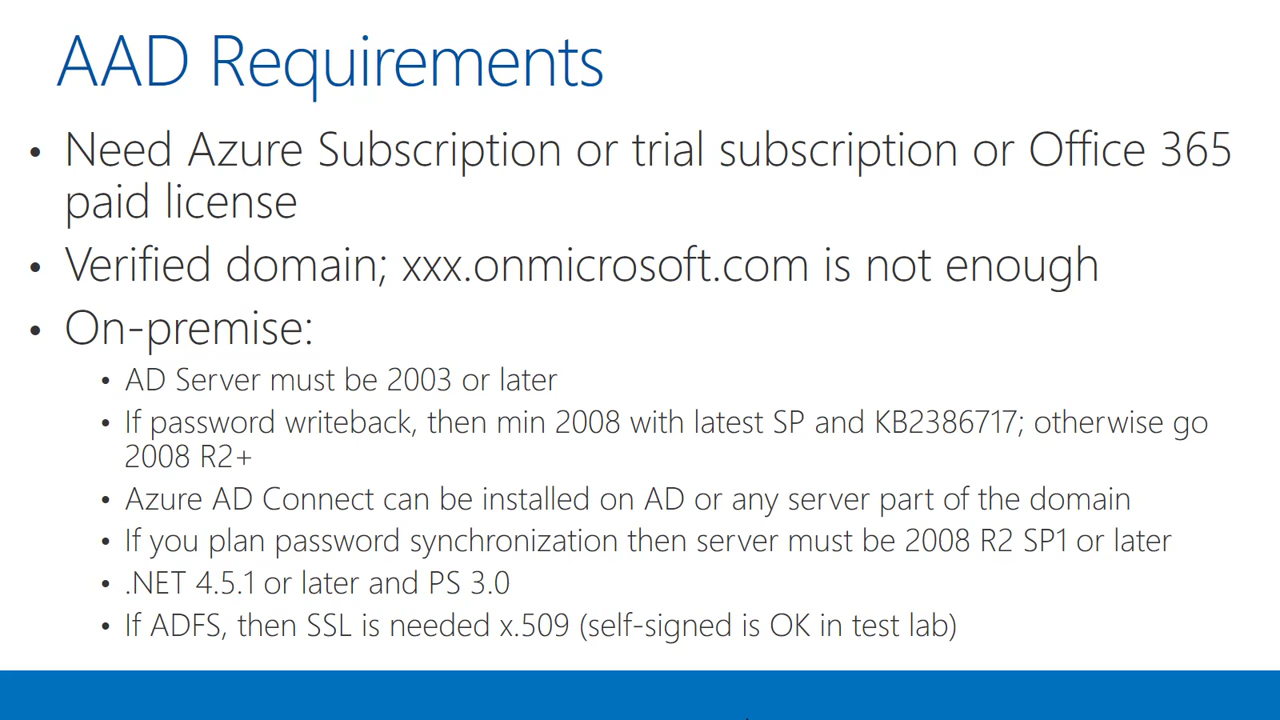 AAD Requirements
• Need Azure Subscription or trial subscription or Office 365
paid license
• Verified domain; xxx.onmicrosoft.com is not enough
• On-premise:
• AD Server must be 2003 or later
• If password writeback, then min 2008 with latest SP and KB2386717; otherwise go
2008 R2+
• Azure AD Connect can be installed on AD or any server part of the domain
• If you plan password synchronization then server must be 2008 R2 SP1 or later
• .NET 4.5.1 or later and PS 3.0
• If ADFS, then SSL is needed x.509 (self-signed is OK in test lab)